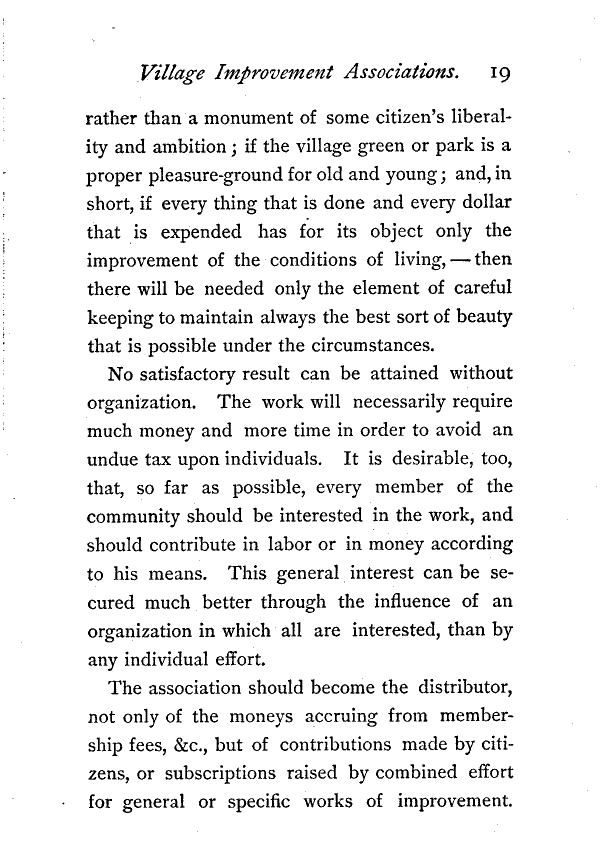 Village Improvement Associations. 19
rather than a monument of some citizen's liberal-
ity and ambition; if the village green or park is a
proper pleasure-ground for old and young; and, in
short, if every thing that is done and every dollar
that is expended has for its object only the
improvement of the conditions of living,—then
there will be needed only the element of careful
keeping to maintain always the best sort of beauty
that is possible under the circumstances.
No satisfactory result can be attained without
organization. The work will necessarily require
much money and more time in order to avoid an
undue tax upon individuals. It is desirable, too,
that, so far as possible, every member of the
community should be interested in the work, and
should contribute in labor or in money according
to his means. This general interest can be se-
cured much better through the influence of an
organization in which all are interested, than by
any individual effort.
The association should become the distributor,
not only of the moneys accruing from member-
ship fees, &c., but of contributions made by citi-
zens, or subscriptions raised by combined effort
for general or specific works of improvement.